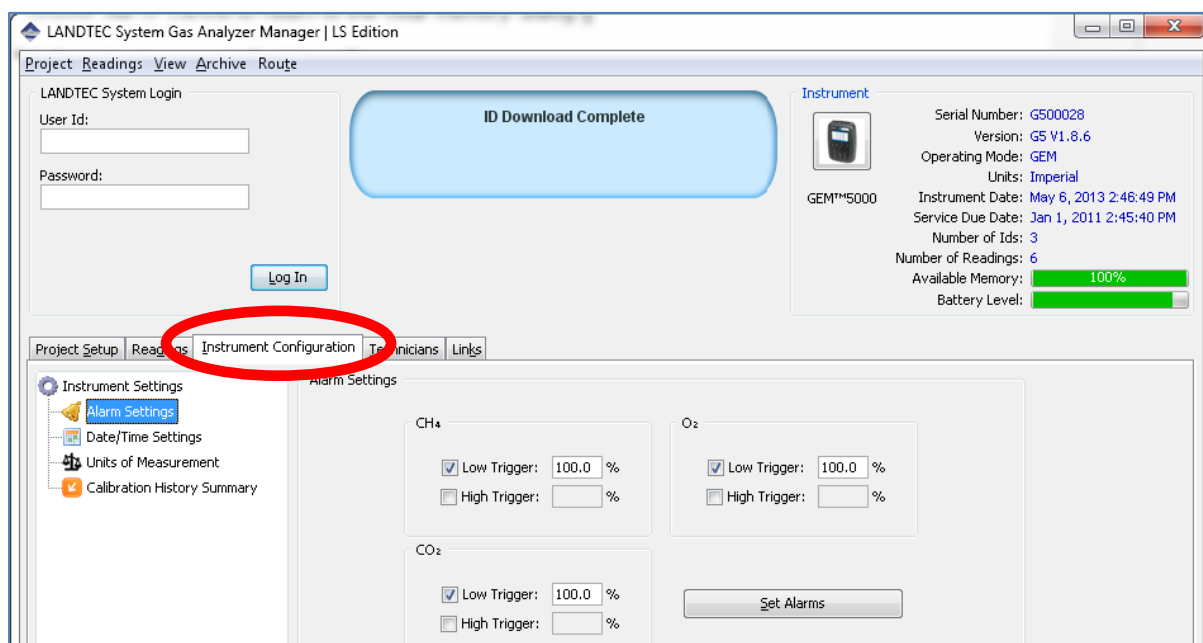 LANDTEC System Gas Analyzer Manager | LS Edition
Project Readings View Archive Route
LANDTEC System Login
User Id:
Password:
Log In
ID Download Complete
Instrument
GEM™5000
Serial Number: G500028
Version: G5 V1.8.6
Operating Mode: GEM
Units: Imperial
Instrument Date: May 6, 2013 2:46:49 PM
Service Due Date: Jan 1, 2011 2:45:40 PM
Number of Ids: 3
Number of Readings: 6
Available Memory: 100%
Battery Level:
Project Setup Readings Instrument Configuration Technicians Links
Instrument Settings
Alarm Settings
Date/Time Settings
Units of Measurement
Calibration History Summary
Alarm Settings
CH₄
Low Trigger: 100.0 %
High Trigger: %
O₂
Low Trigger: 100.0 %
High Trigger: %
CO₂
Low Trigger: 100.0 %
High Trigger: %
Set Alarms